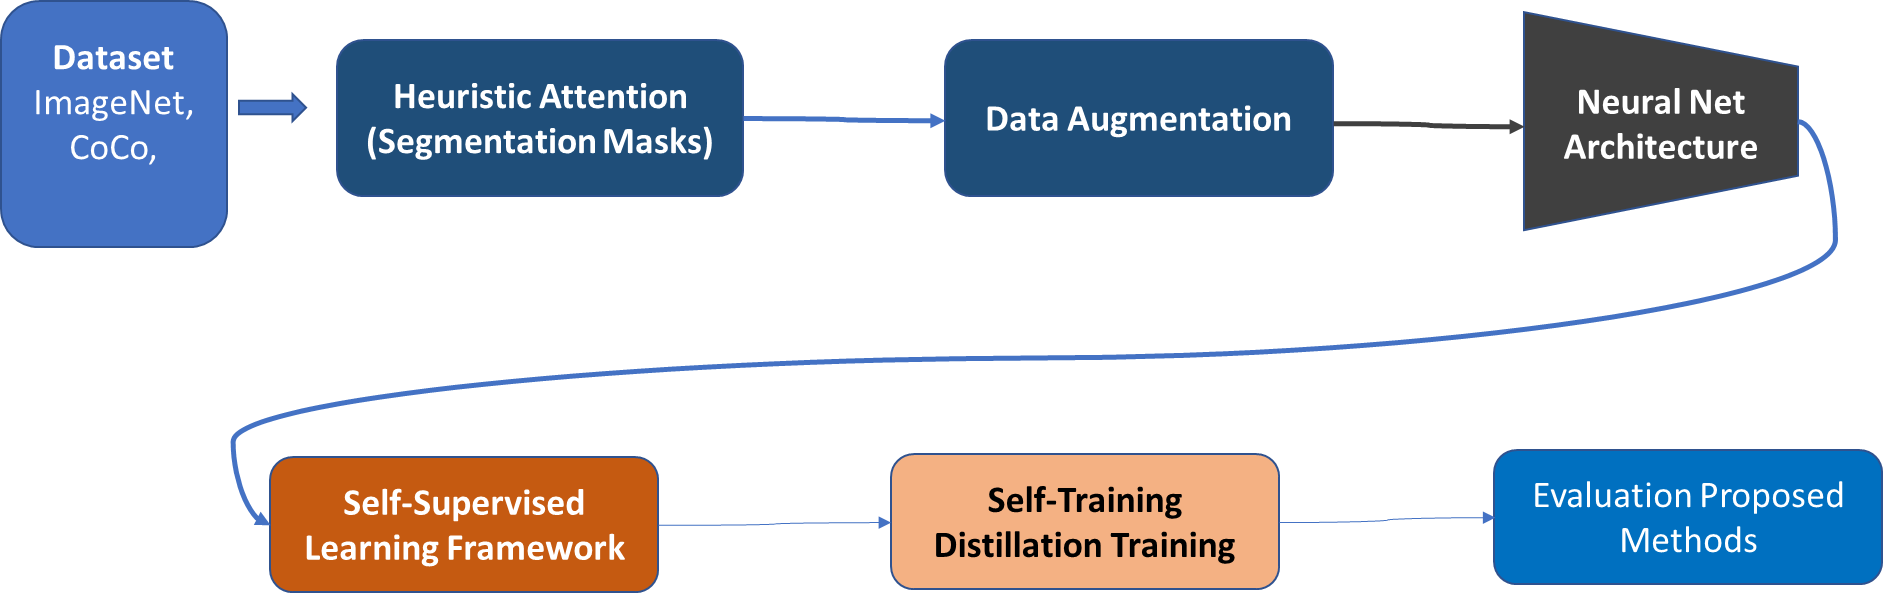 Dataset
ImageNet,
CoCo,
Heuristic Attention
(Segmentation Masks)
Data Augmentation
Neural Net
Architecture
Self-Supervised
Learning Framework
Self-Training
Distillation Training
Evaluation Proposed
Methods